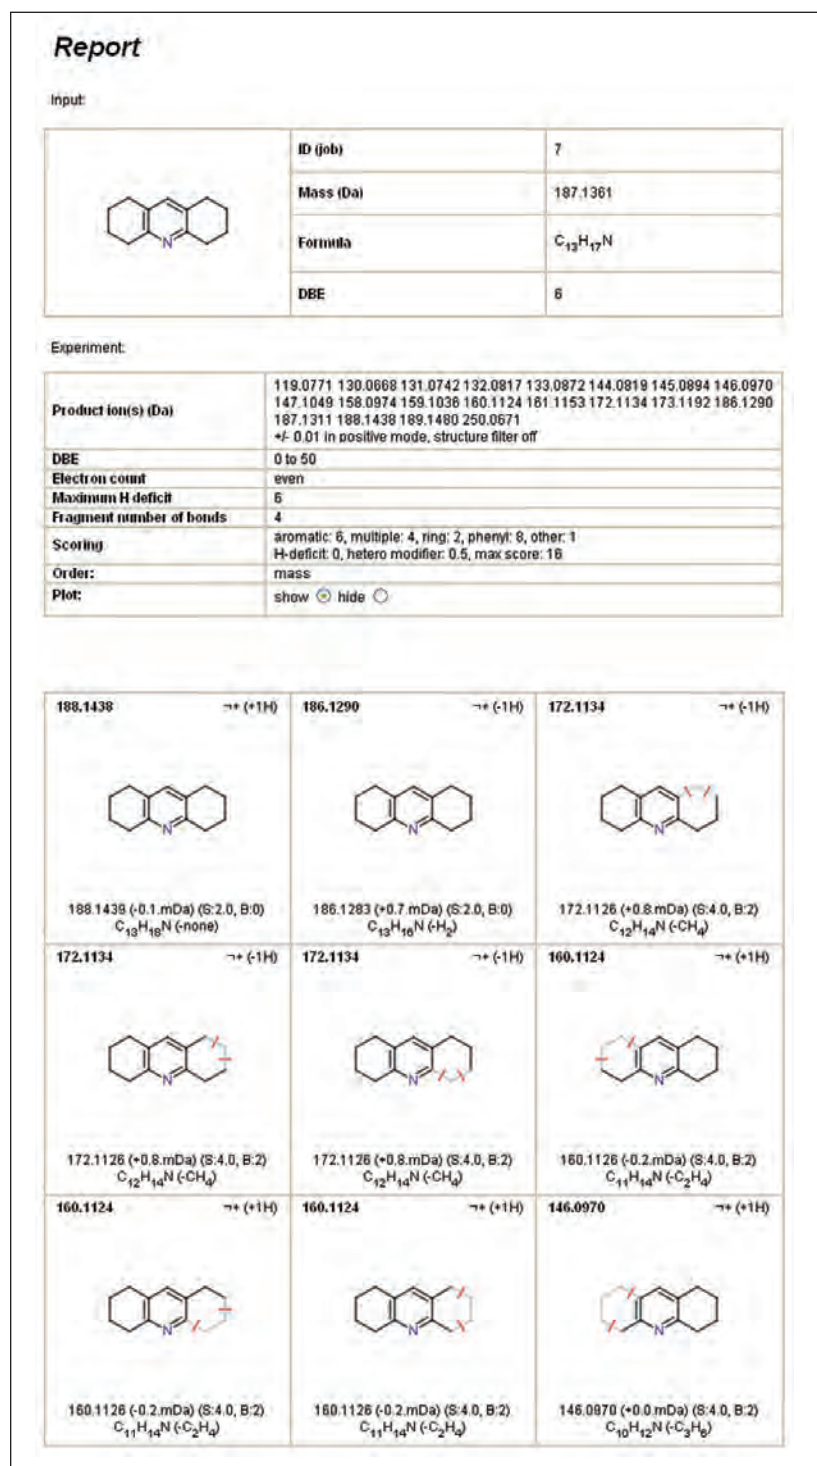 Report
Input:
ID (job) 7
Mass (Da) 187.1361
Formula C13H17N
DBE 6
N
Experiment:
Product ion(s) (Da) 119.0771 130.0668 131.0742 132.0817 133.0872 144.0819 145.0894 146.0970
147.1049 158.0974 159.1036 160.1124 161.1153 172.1134 173.1192 186.1290
187.1311 188.1438 189.1480 250.0671
+/- 0.01 in positive mode, structure filter off
DBE 0 to 50
Electron count even
Maximum H deficit 6
Fragment number of bonds 4
Scoring aromatic: 6, multiple: 4, ring: 2, phenyl: 8, other: 1
H-deficit: 0, hetero modifier: 0.5, max score: 16
Order: mass
Plot: show hide
188.1438 ¬+ (+1H) 186.1290 ¬+ (-1H) 172.1134 ¬+ (-1H)
N N N
188.1439 (-0.1.mDa) (S:2.0, B:0) 186.1283 (+0.7.mDa) (S:2.0, B:0) 172.1126 (+0.8.mDa) (S:4.0, B:2)
C13H18N (-none) C13H16N (-H2) C12H14N (-CH4)
172.1134 ¬+ (-1H) 172.1134 ¬+ (-1H) 160.1124 ¬+ (+1H)
N N N
172.1126 (+0.8.mDa) (S:4.0, B:2) 172.1126 (+0.8.mDa) (S:4.0, B:2) 160.1126 (-0.2.mDa) (S:4.0, B:2)
C12H14N (-CH4) C12H14N (-CH4) C11H14N (-C2H4)
160.1124 ¬+ (+1H) 160.1124 ¬+ (+1H) 146.0970 ¬+ (+1H)
N N N
160.1126 (-0.2.mDa) (S:4.0, B:2) 160.1126 (-0.2.mDa) (S:4.0, B:2) 146.0970 (+0.0.mDa) (S:4.0, B:2)
C11H14N (-C2H4) C11H14N (-C2H4) C10H12N (-C3H6)